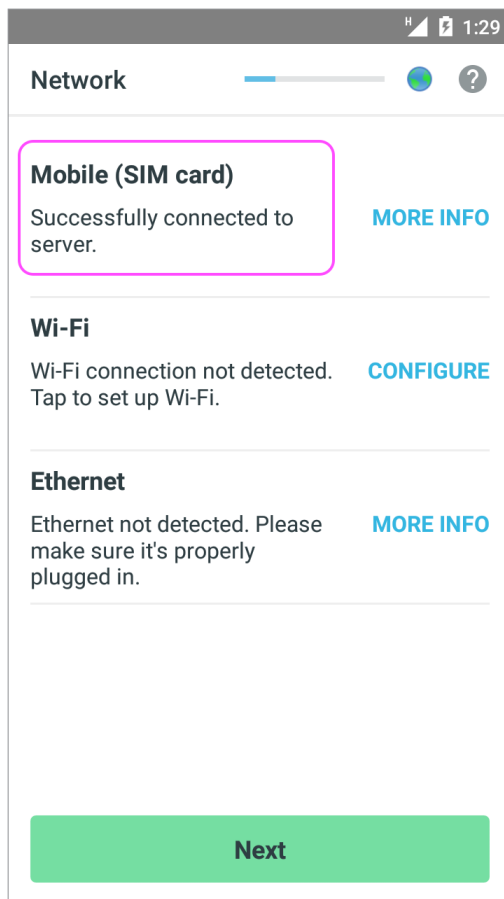 H 1:29
Network
?
Mobile (SIM card)
Successfully connected to
server.
MORE INFO
Wi-Fi
Wi-Fi connection not detected.
Tap to set up Wi-Fi.
CONFIGURE
Ethernet
Ethernet not detected. Please
make sure it's properly
plugged in.
MORE INFO
Next